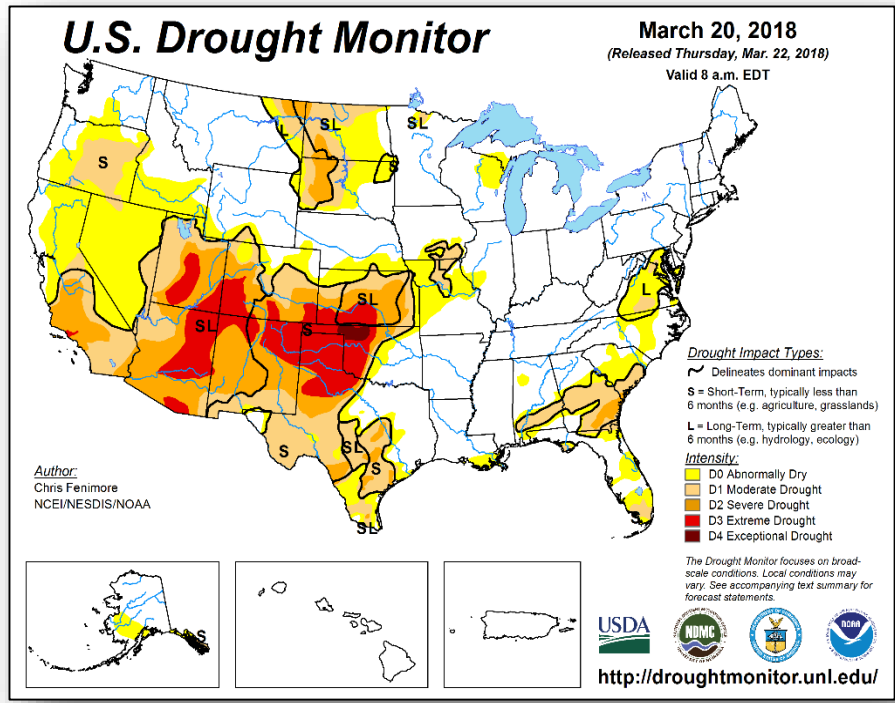 U.S. Drought Monitor
March 20, 2018
(Released Thursday, Mar. 22, 2018)
Valid 8 a.m. EDT
L
SL
SL
S
S
L
SL
SL
S
S
SL
S
SL
S
Drought Impact Types:
Delineates dominant impacts
S = Short-Term, typically less than
6 months (e.g. agriculture, grasslands)
L = Long-Term, typically greater than
6 months (e.g. hydrology, ecology)
Intensity:
D0 Abnormally Dry
D1 Moderate Drought
D2 Severe Drought
D3 Extreme Drought
D4 Exceptional Drought
Author:
Chris Fenimore
NCEI/NESDIS/NOAA
The Drought Monitor focuses on broad-
scale conditions. Local conditions may
vary. See accompanying text summary for
forecast statements.
S
USDA
NDMC
NOAA
http://droughtmonitor.unl.edu/